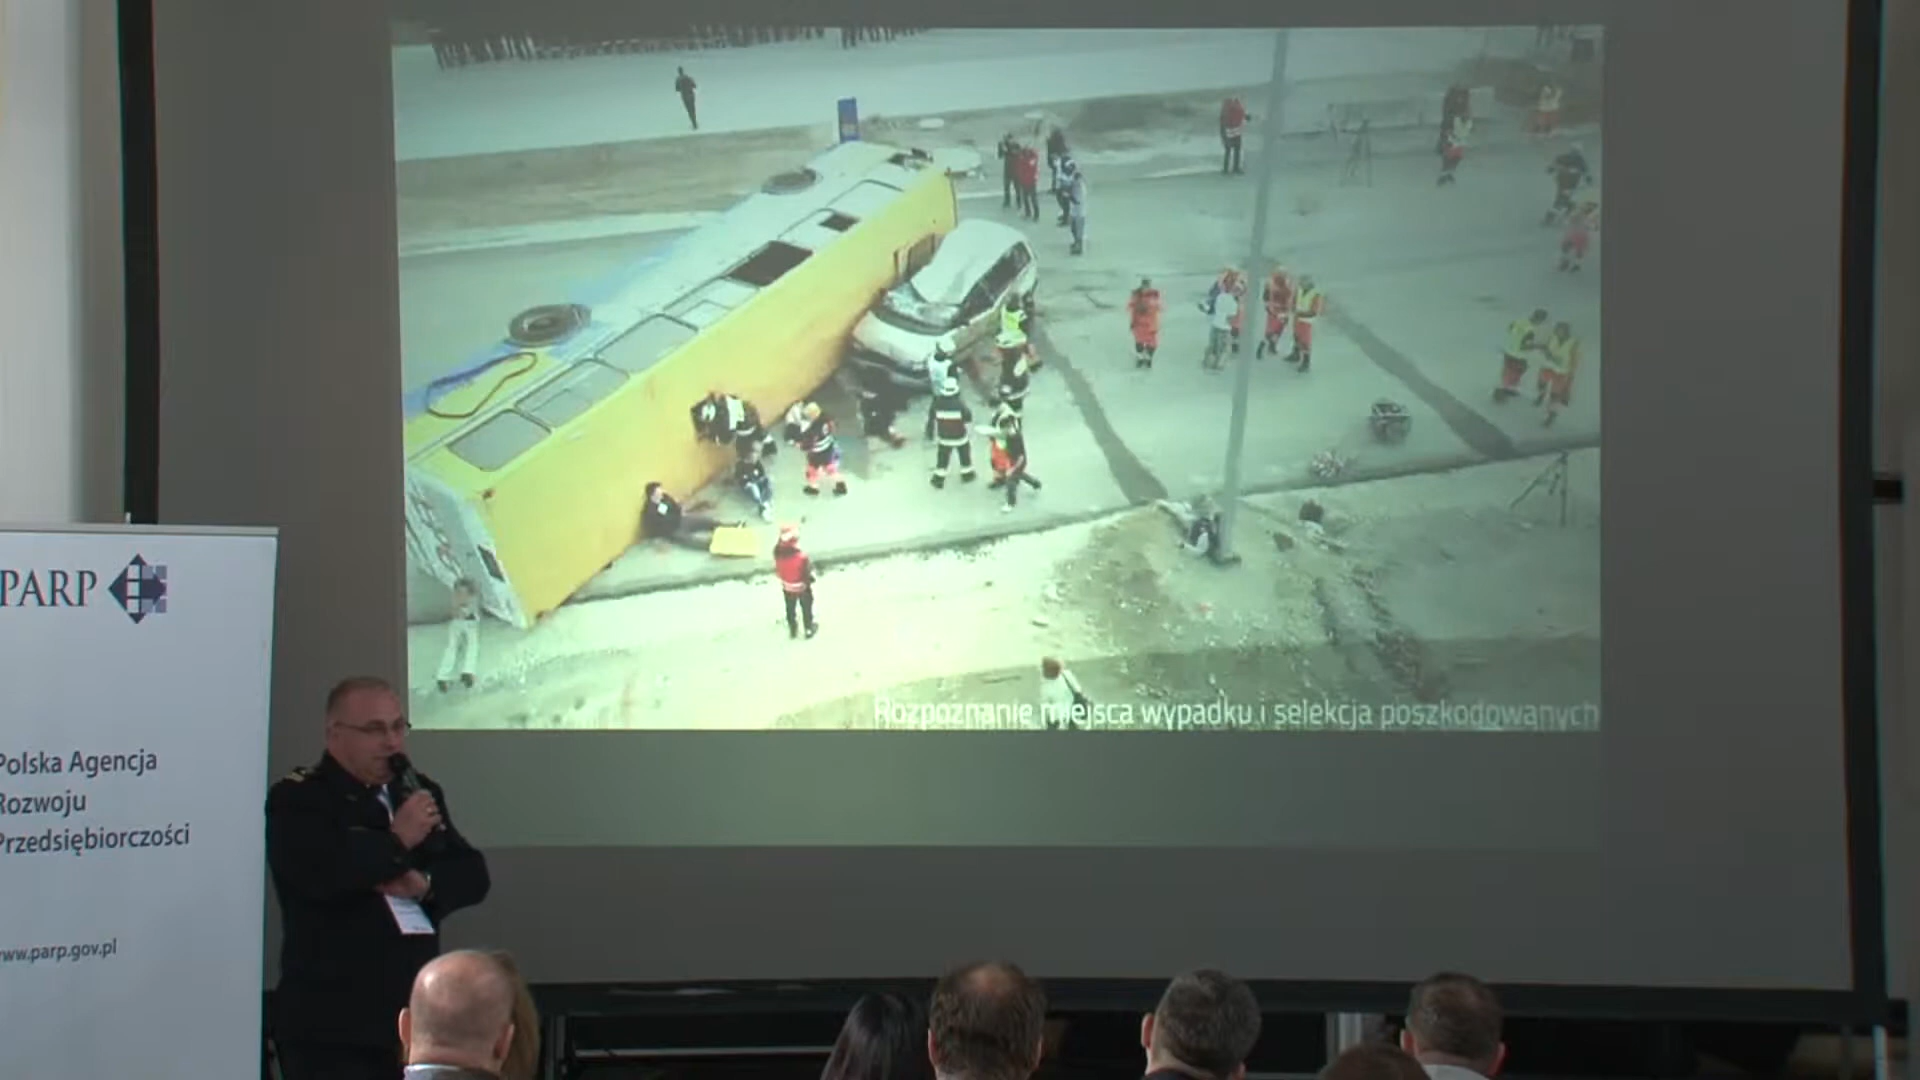 Rozpoznanie miejsca wypadku i selekcja poszkodowanych
PARP
Polska Agencja
Rozwoju
Przedsiębiorczości
www.parp.gov.pl